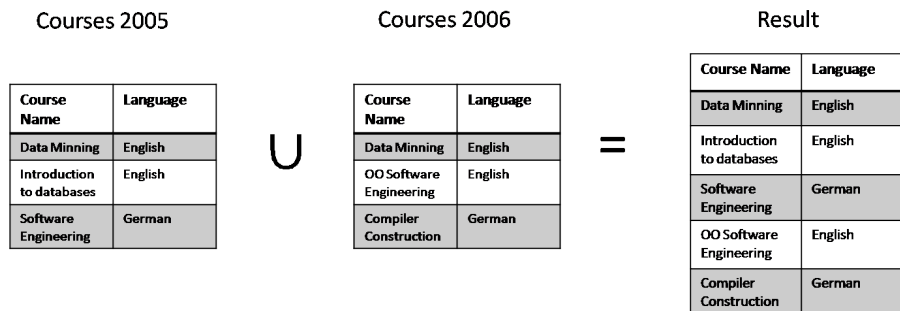 Courses 2005
Courses 2006
Result
Course Name
Language
Data Minning
English
Introduction to databases
English
Software Engineering
German
∪
Course Name
Language
Data Minning
English
OO Software Engineering
English
Compiler Construction
German
=
Course Name
Language
Data Minning
English
Introduction to databases
English
Software Engineering
German
OO Software Engineering
English
Compiler Construction
German